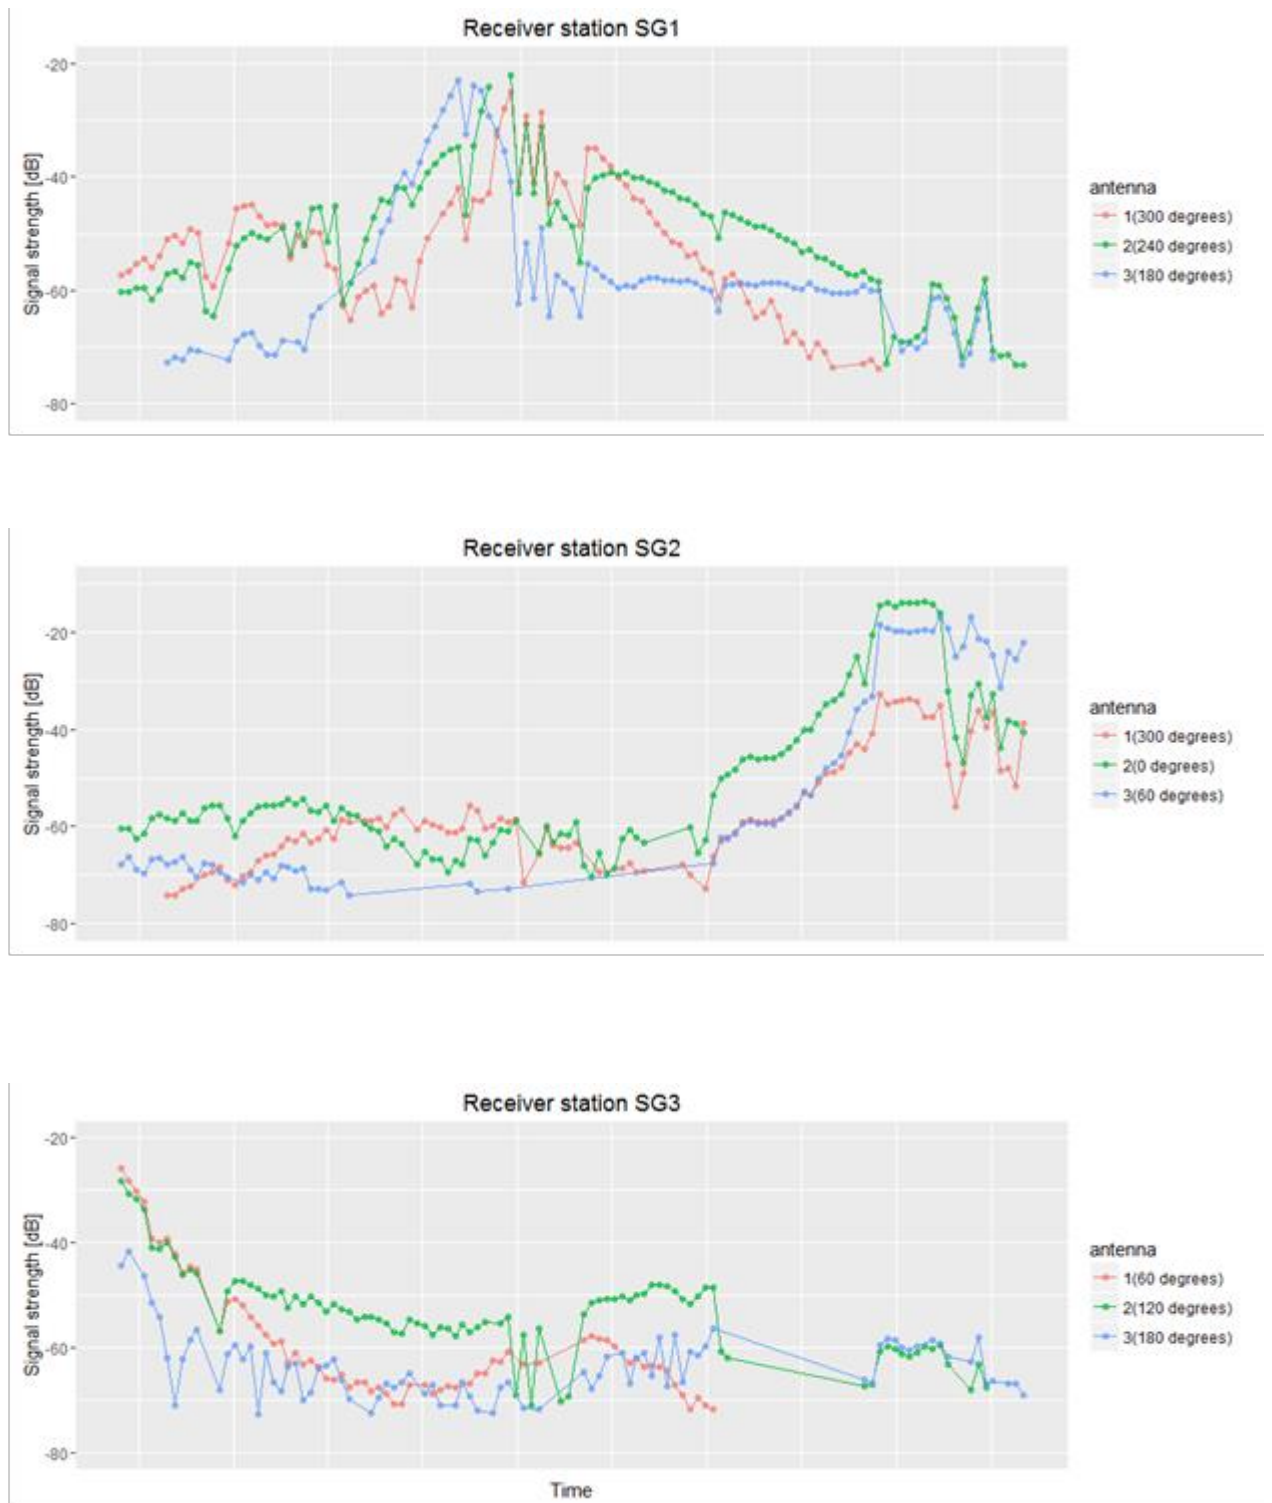 Receiver station SG1
Signal strength [dB]
-20
-40
-60
-80
antenna
1(300 degrees)
2(240 degrees)
3(180 degrees)
Receiver station SG2
Signal strength [dB]
-20
-40
-60
-80
antenna
1(300 degrees)
2(0 degrees)
3(60 degrees)
Receiver station SG3
Signal strength [dB]
-20
-40
-60
-80
antenna
1(60 degrees)
2(120 degrees)
3(180 degrees)
Time